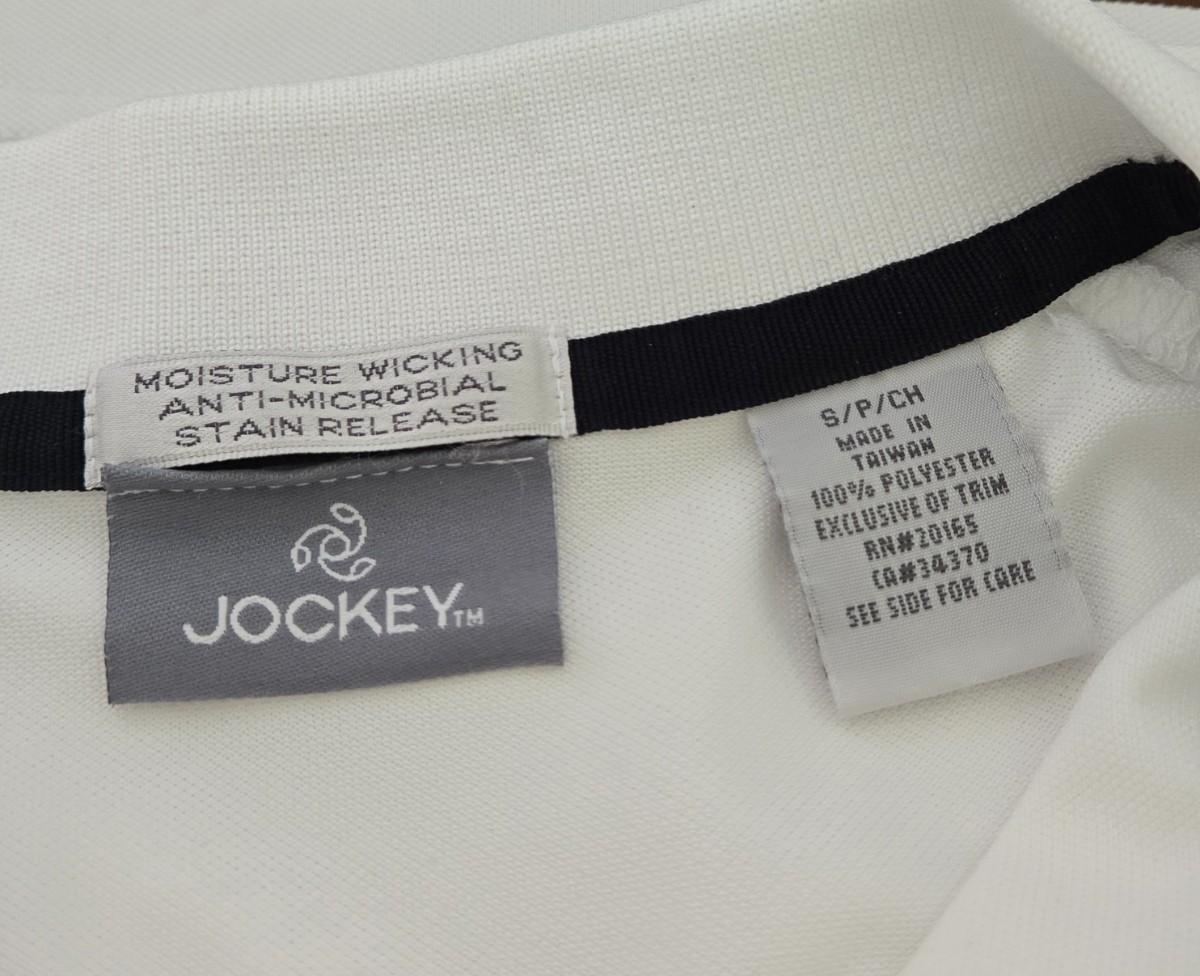 MOISTURE WICKING
ANTI-MICROBIAL
STAIN RELEASE
JOCKEY™
S/P/CH
MADE IN
TAIWAN
100% POLYESTER
EXCLUSIVE OF TRIM
RN#20165
CA#34370
SEE SIDE FOR CARE